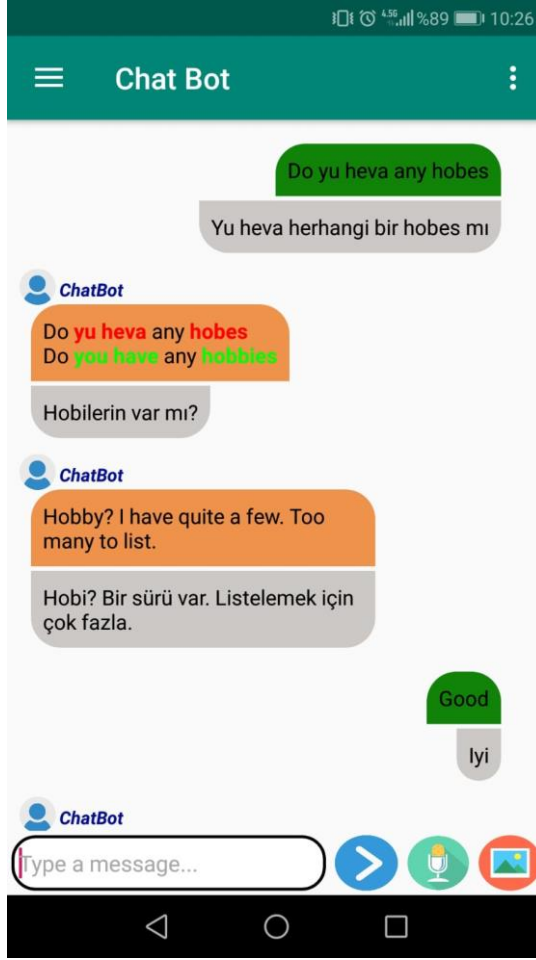 4.5G %89 10:26
Chat Bot
Do yu heva any hobes
Yu heva herhangi bir hobes mı
ChatBot
Do yu heva any hobes
Do you have any hobbies
Hobilerin var mı?
ChatBot
Hobby? I have quite a few. Too
many to list.
Hobi? Bir sürü var. Listelemek için
çok fazla.
Good
Iyi
ChatBot
Type a message...